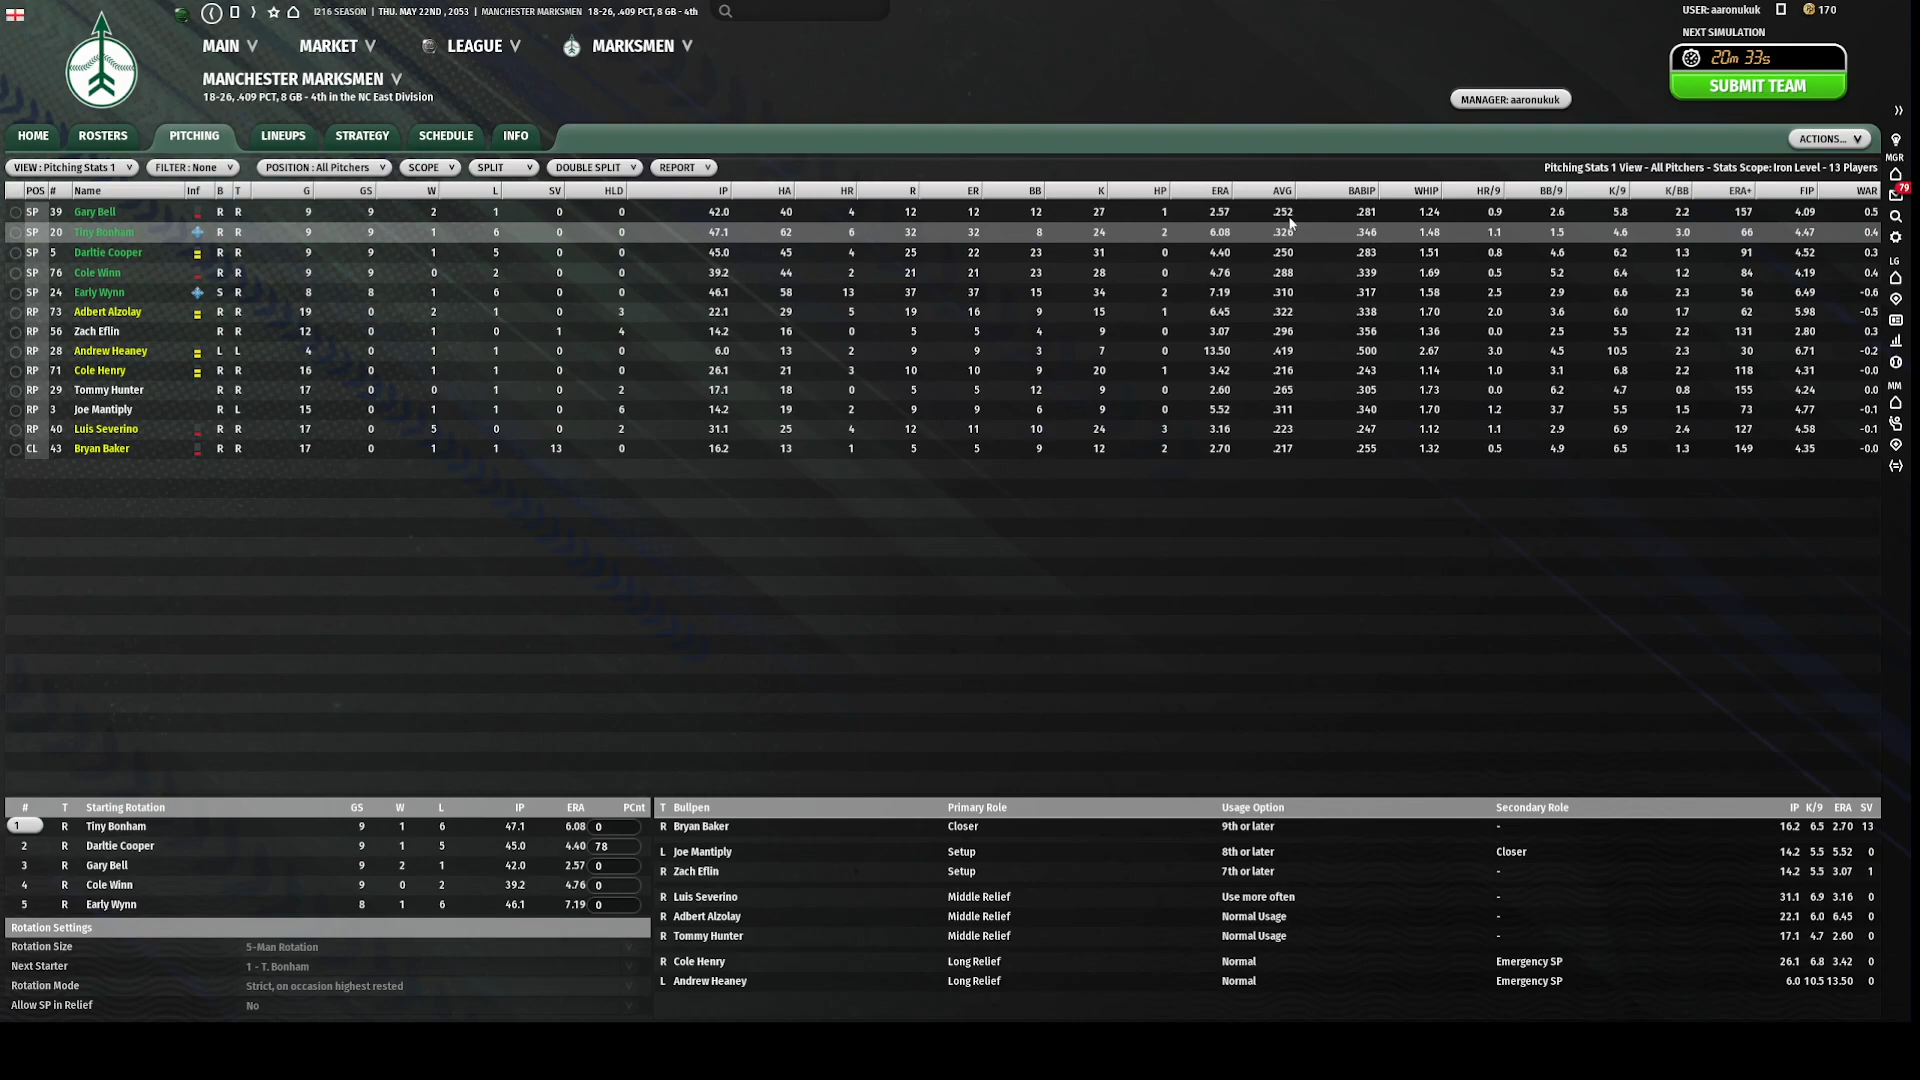 2216 SEASON | THU. MAY 22ND , 2053 | MANCHESTER MARKSMEN 18-26, .409 PCT, 8 GB - 4th
USER: aaronukuk 170
NEXT SIMULATION
20m 33s
SUBMIT TEAM
MAIN MARKET LEAGUE MARKSMEN
MANCHESTER MARKSMEN
18-26, .409 PCT, 8 GB - 4th in the NC East Division
MANAGER: aaronukuk
HOME ROSTERS PITCHING LINEUPS STRATEGY SCHEDULE INFO ACTIONS...
VIEW : Pitching Stats 1 FILTER : None POSITION : All Pitchers SCOPE SPLIT DOUBLE SPLIT REPORT Pitching Stats 1 View - All Pitchers - Stats Scope: Iron Level - 13 Players
POS # Name Inf B T G GS W L SV HLD IP HA HR R ER BB K HP ERA AVG BABIP WHIP HR/9 BB/9 K/9 K/BB ERA+ FIP WAR
SP 39 Gary Bell R R 9 9 2 1 0 0 42.0 40 4 12 12 12 27 1 2.57 .252 .281 1.24 0.9 2.6 5.8 2.2 157 4.09 0.5
SP 20 Tiny Bonham R R 9 9 1 6 0 0 47.1 62 6 32 32 8 24 2 6.08 .326 .346 1.48 1.1 1.5 4.6 3.0 66 4.47 0.4
SP 5 Darltie Cooper R R 9 9 1 5 0 0 45.0 45 4 25 22 23 31 0 4.40 .250 .283 1.51 0.8 4.6 6.2 1.3 91 4.52 0.3
SP 76 Cole Winn R R 9 9 0 2 0 0 39.2 44 2 21 21 23 28 0 4.76 .288 .339 1.69 0.5 5.2 6.4 1.2 84 4.19 0.4
SP 24 Early Wynn S R 8 8 1 6 0 0 46.1 58 13 37 37 15 34 2 7.19 .310 .317 1.58 2.5 2.9 6.6 2.3 56 6.49 -0.6
RP 73 Adbert Alzolay R R 19 0 2 1 0 3 22.1 29 5 19 16 9 15 1 6.45 .322 .338 1.70 2.0 3.6 6.0 1.7 62 5.98 -0.5
RP 56 Zach Eflin R R 12 0 1 0 1 4 14.2 16 0 5 5 4 9 0 3.07 .296 .356 1.36 0.0 2.5 5.5 2.2 131 2.80 0.3
RP 28 Andrew Heaney L L 4 0 1 1 0 0 6.0 13 2 9 9 3 7 0 13.50 .419 .500 2.67 3.0 4.5 10.5 2.3 30 6.71 -0.2
RP 71 Cole Henry R R 16 0 1 1 0 0 26.1 21 3 10 10 9 20 1 3.42 .216 .243 1.14 1.0 3.1 6.8 2.2 118 4.31 -0.0
RP 29 Tommy Hunter R R 17 0 0 1 0 2 17.1 18 0 5 5 12 9 0 2.60 .265 .305 1.73 0.0 6.2 4.7 0.8 155 4.24 0.0
RP 3 Joe Mantiply R L 15 0 1 1 0 6 14.2 19 2 9 9 6 9 0 5.52 .311 .340 1.70 1.2 3.7 5.5 1.5 73 4.77 -0.1
RP 40 Luis Severino R R 17 0 5 0 0 2 31.1 25 4 12 11 10 24 3 3.16 .223 .247 1.12 1.1 2.9 6.9 2.4 127 4.58 -0.1
CL 43 Bryan Baker R R 17 0 1 1 13 0 16.2 13 1 5 5 9 12 2 2.70 .217 .255 1.32 0.5 4.9 6.5 1.3 149 4.35 -0.0
MGR
79
LG
MM
# T Starting Rotation GS W L IP ERA PCnt
1 R Tiny Bonham 9 1 6 47.1 6.08 0
2 R Darltie Cooper 9 1 5 45.0 4.40 78
3 R Gary Bell 9 2 1 42.0 2.57 0
4 R Cole Winn 9 0 2 39.2 4.76 0
5 R Early Wynn 8 1 6 46.1 7.19 0
Rotation Settings
Rotation Size 5-Man Rotation
Next Starter 1 - T. Bonham
Rotation Mode Strict, on occasion highest rested
Allow SP in Relief No
T Bullpen Primary Role Usage Option Secondary Role IP K/9 ERA SV
R Bryan Baker Closer 9th or later - 16.2 6.5 2.70 13
L Joe Mantiply Setup 8th or later Closer 14.2 5.5 5.52 0
R Zach Eflin Setup 7th or later - 14.2 5.5 3.07 1
R Luis Severino Middle Relief Use more often - 31.1 6.9 3.16 0
R Adbert Alzolay Middle Relief Normal Usage - 22.1 6.0 6.45 0
R Tommy Hunter Middle Relief Normal Usage - 17.1 4.7 2.60 0
R Cole Henry Long Relief Normal Emergency SP 26.1 6.8 3.42 0
L Andrew Heaney Long Relief Normal Emergency SP 6.0 10.5 13.50 0